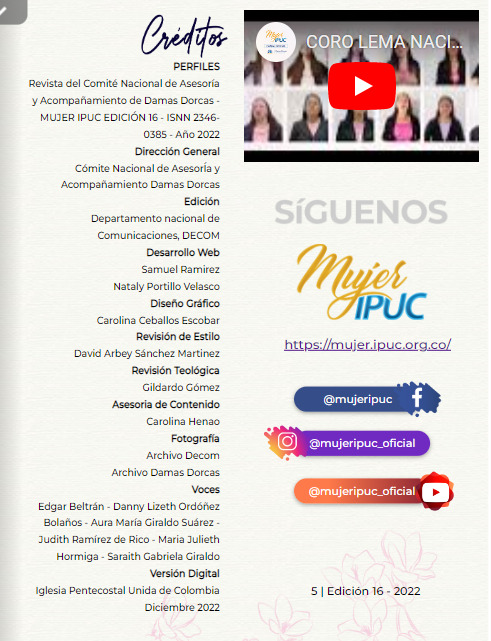 Créditos
PERFILES
Revista del Comité Nacional de Asesoría
y Acompañamiento de Damas Dorcas -
MUJER IPUC EDICIÓN 16 - ISNN 2346-
0385 - Año 2022
Dirección General
Cómite Nacional de Asesoría y
Acompañamiento Damas Dorcas
Edición
Departamento nacional de
Comunicaciones, DECOM
Desarrollo Web
Samuel Ramirez
Nataly Portillo Velasco
Diseño Gráfico
Carolina Ceballos Escobar
Revisión de Estilo
David Arbey Sánchez Martinez
Revisión Teológica
Gildardo Gómez
Asesoria de Contenido
Carolina Henao
Fotografía
Archivo Decom
Archivo Damas Dorcas
Voces
Edgar Beltrán - Danny Lizeth Ordóñez
Bolaños - Aura María Giraldo Suárez -
Judith Ramírez de Rico - Maria Julieth
Hormiga - Saraith Gabriela Giraldo
Versión Digital
Iglesia Pentecostal Unida de Colombia
Diciembre 2022
Mujer
IPUC
CORO LEMA NACI...
SíGUENOS
Mujer
IPUC
https://mujer.ipuc.org.co/
@mujeripuc
@mujeripuc_oficial
@mujeripuc_oficial
5 | Edición 16 - 2022